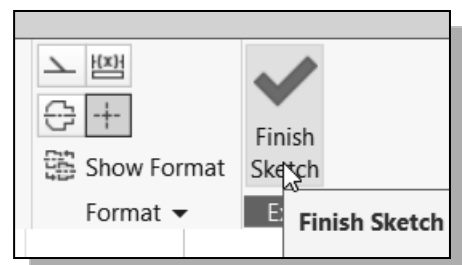 Show Format
Format
Finish
Sketch
Finish Sketch